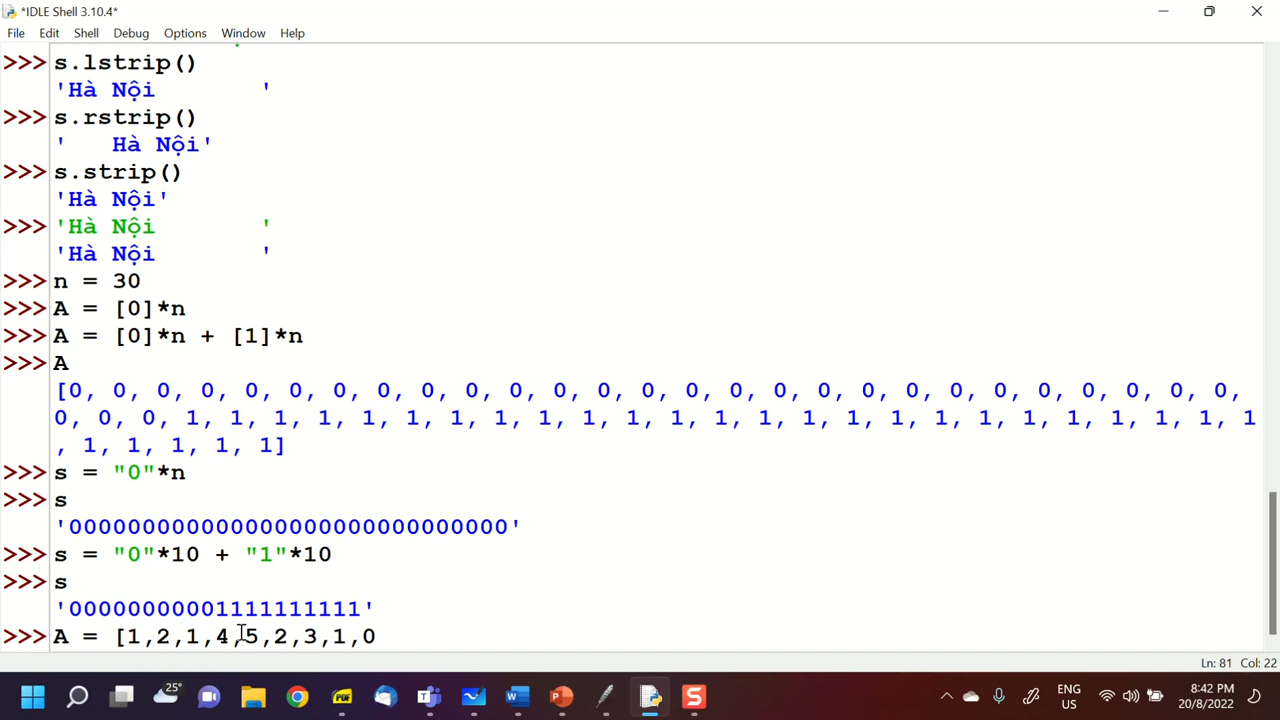 *IDLE Shell 3.10.4*
File Edit Shell Debug Options Window Help
>>> s.lstrip()
'Hà Nội        '
>>> s.rstrip()
'   Hà Nội'
>>> s.strip()
'Hà Nội'
>>> 'Hà Nội        '
'Hà Nội        '
>>> n = 30
>>> A = [0]*n
>>> A = [0]*n + [1]*n
>>> A
[0, 0, 0, 0, 0, 0, 0, 0, 0, 0, 0, 0, 0, 0, 0, 0, 0, 0, 0, 0, 0, 0, 0, 0, 0, 0, 0,
0, 0, 0, 1, 1, 1, 1, 1, 1, 1, 1, 1, 1, 1, 1, 1, 1, 1, 1, 1, 1, 1, 1, 1, 1, 1, 1, 1
, 1, 1, 1, 1, 1]
>>> s = "0"*n
>>> s
'000000000000000000000000000000'
>>> s = "0"*10 + "1"*10
>>> s
'00000000001111111111'
>>> A = [1,2,1,4,5,2,3,1,0
Ln: 81 Col: 22
25°
ENG
US
8:42 PM
20/8/2022